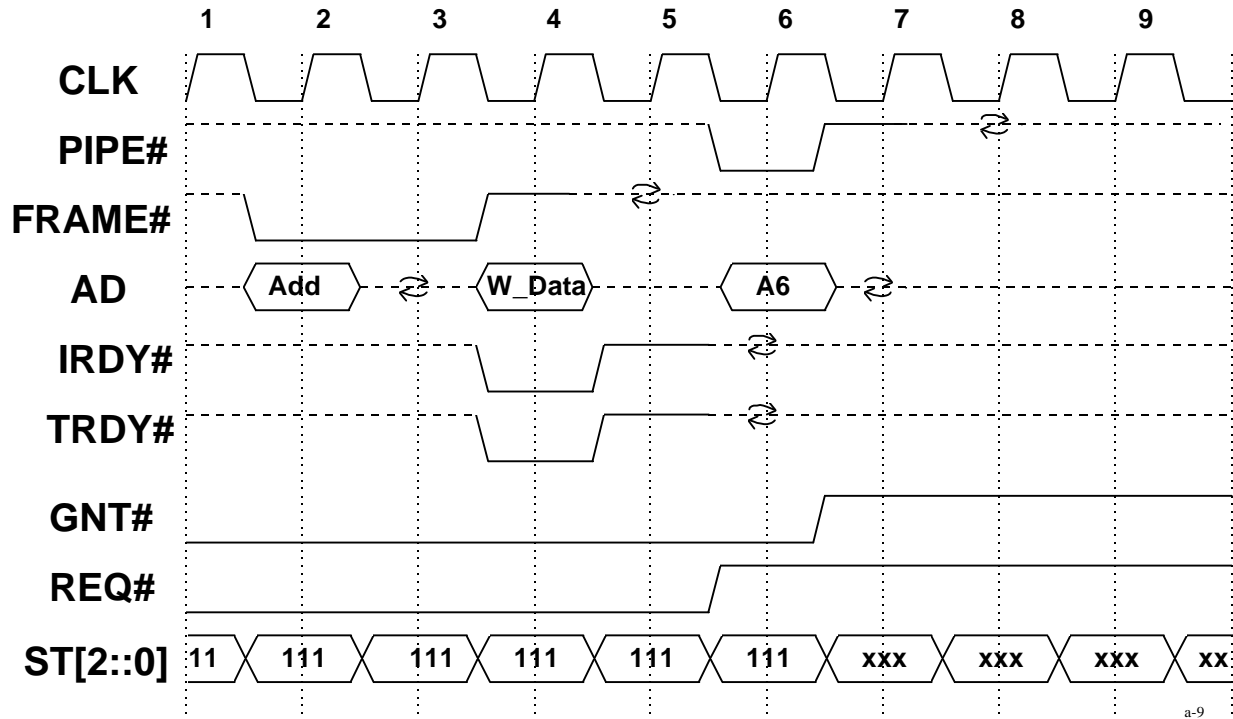 1 2 3 4 5 6 7 8 9
CLK
PIPE#
FRAME#
AD Add W_Data A6
IRDY#
TRDY#
GNT#
REQ#
ST[2::0] 11 111 111 111 111 111 xxx xxx xxx xx
a-9